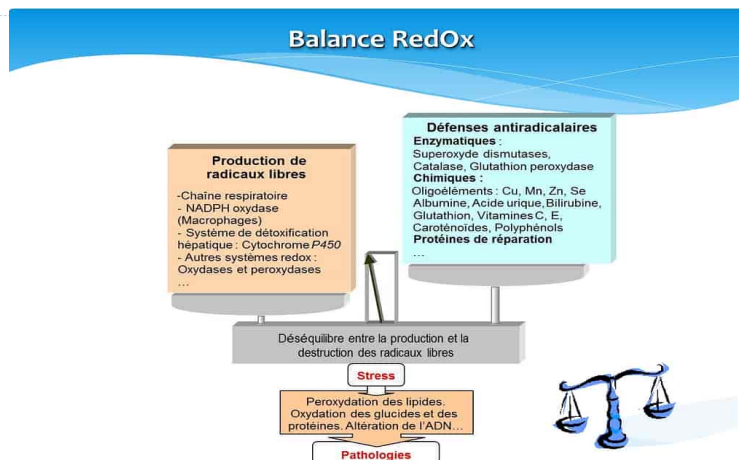 Balance RedOx
Production de
radicaux libres
-Chaîne respiratoire
- NADPH oxydase
(Macrophages)
- Système de détoxification
hépatique : Cytochrome P450
- Autres systèmes redox :
Oxydases et peroxydases
...
Défenses antiradicalaires
Enzymatiques :
Superoxyde dismutases,
Catalase, Glutathion peroxydase
Chimiques :
Oligoéléments : Cu, Mn, Zn, Se
Albumine, Acide urique, Bilirubine,
Glutathion, Vitamines C, E,
Caroténoïdes, Polyphénols
Protéines de réparation
...
Déséquilibre entre la production et la
destruction des radicaux libres
Stress
Peroxydation des lipides.
Oxydation des glucides et des
protéines. Altération de l'ADN...
Pathologies